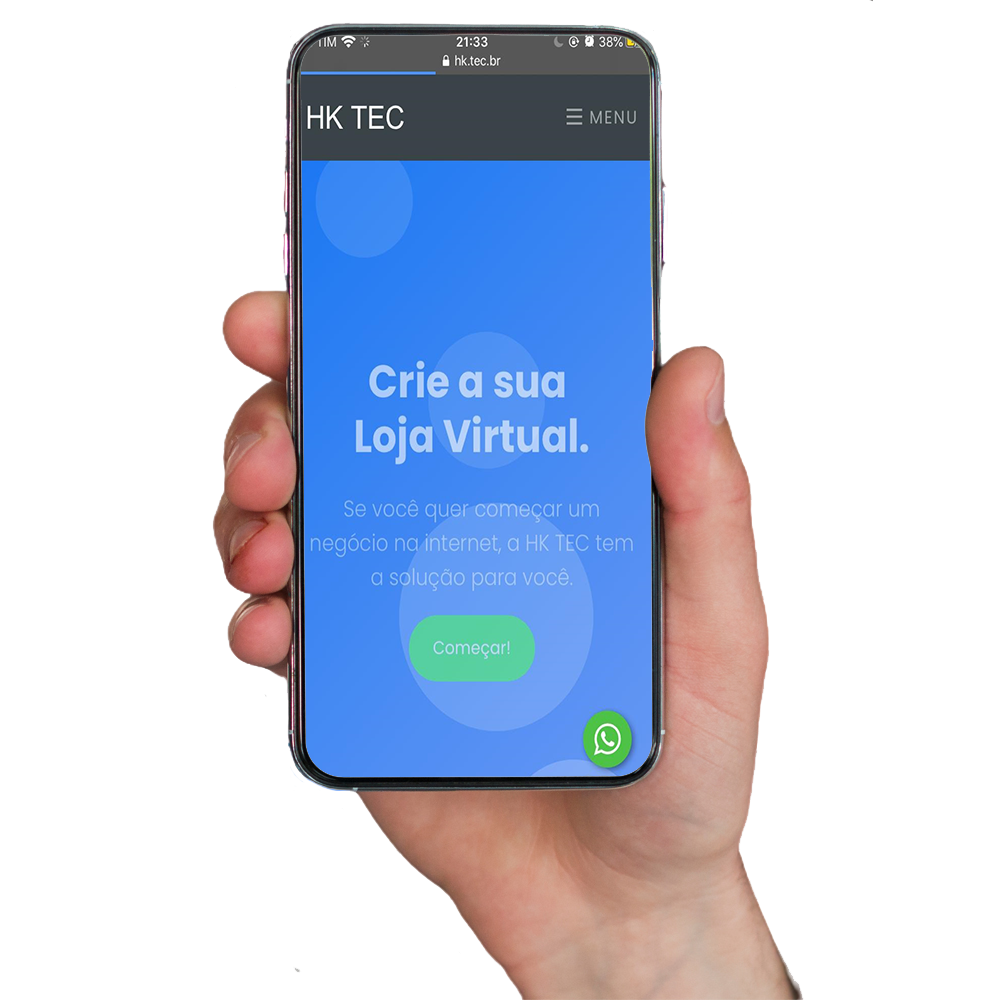 TIM 21:33 38%
hk.tec.br
HK TEC ☰ MENU
Crie a sua
Loja Virtual.
Se você quer começar um
negócio na internet, a HK TEC tem
a solução para você.
Começar!